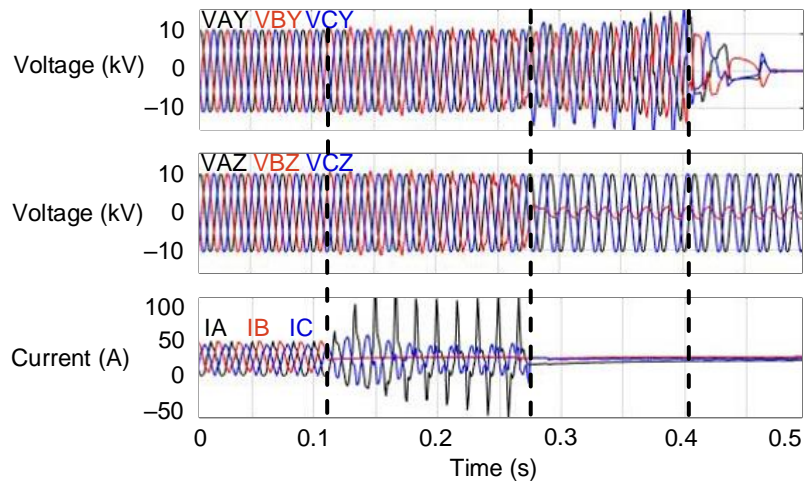 VAY VBY VCY
10
Voltage (kV)
0
–10
VAZ VBZ VCZ
10
Voltage (kV)
0
–10
100
IA IB IC
50
Current (A)
0
–50
0 0.1 0.2 0.3 0.4 0.5
Time (s)